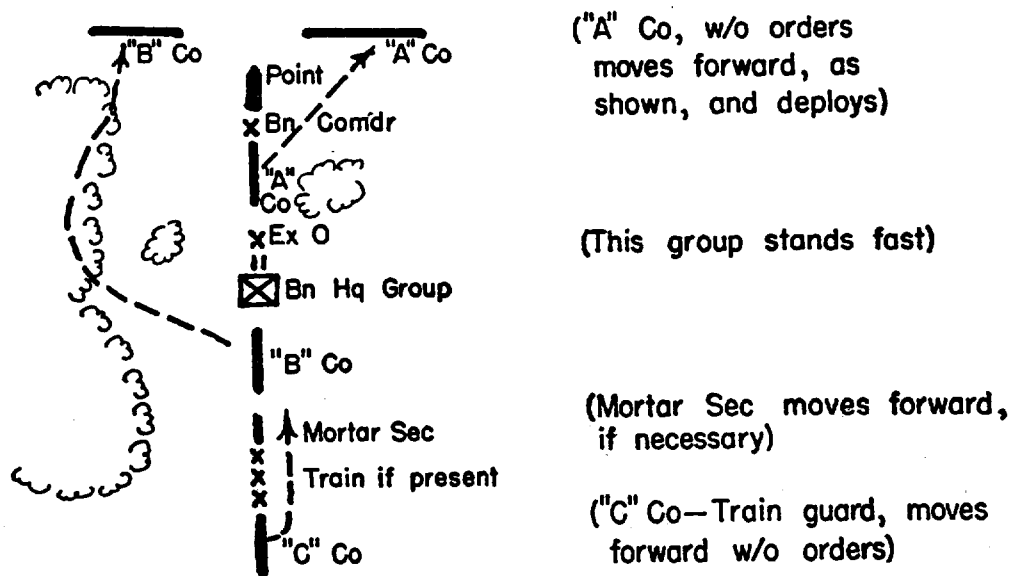 "B" Co
"A" Co
("A" Co, w/o orders
moves forward, as
shown, and deploys)
Point
Bn Comdr
"A"
Co
Ex O
(This group stands fast)
Bn Hq Group
"B" Co
(Mortar Sec moves forward,
if necessary)
Mortar Sec
Train if present
("C" Co—Train guard, moves
forward w/o orders)
"C" Co